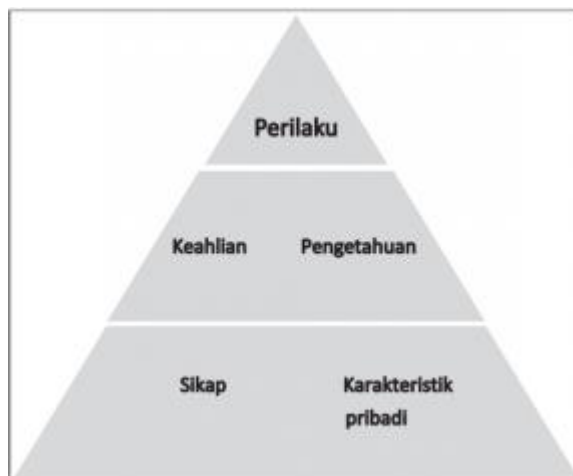 Perilaku
Keahlian Pengetahuan
Sikap Karakteristik
pribadi